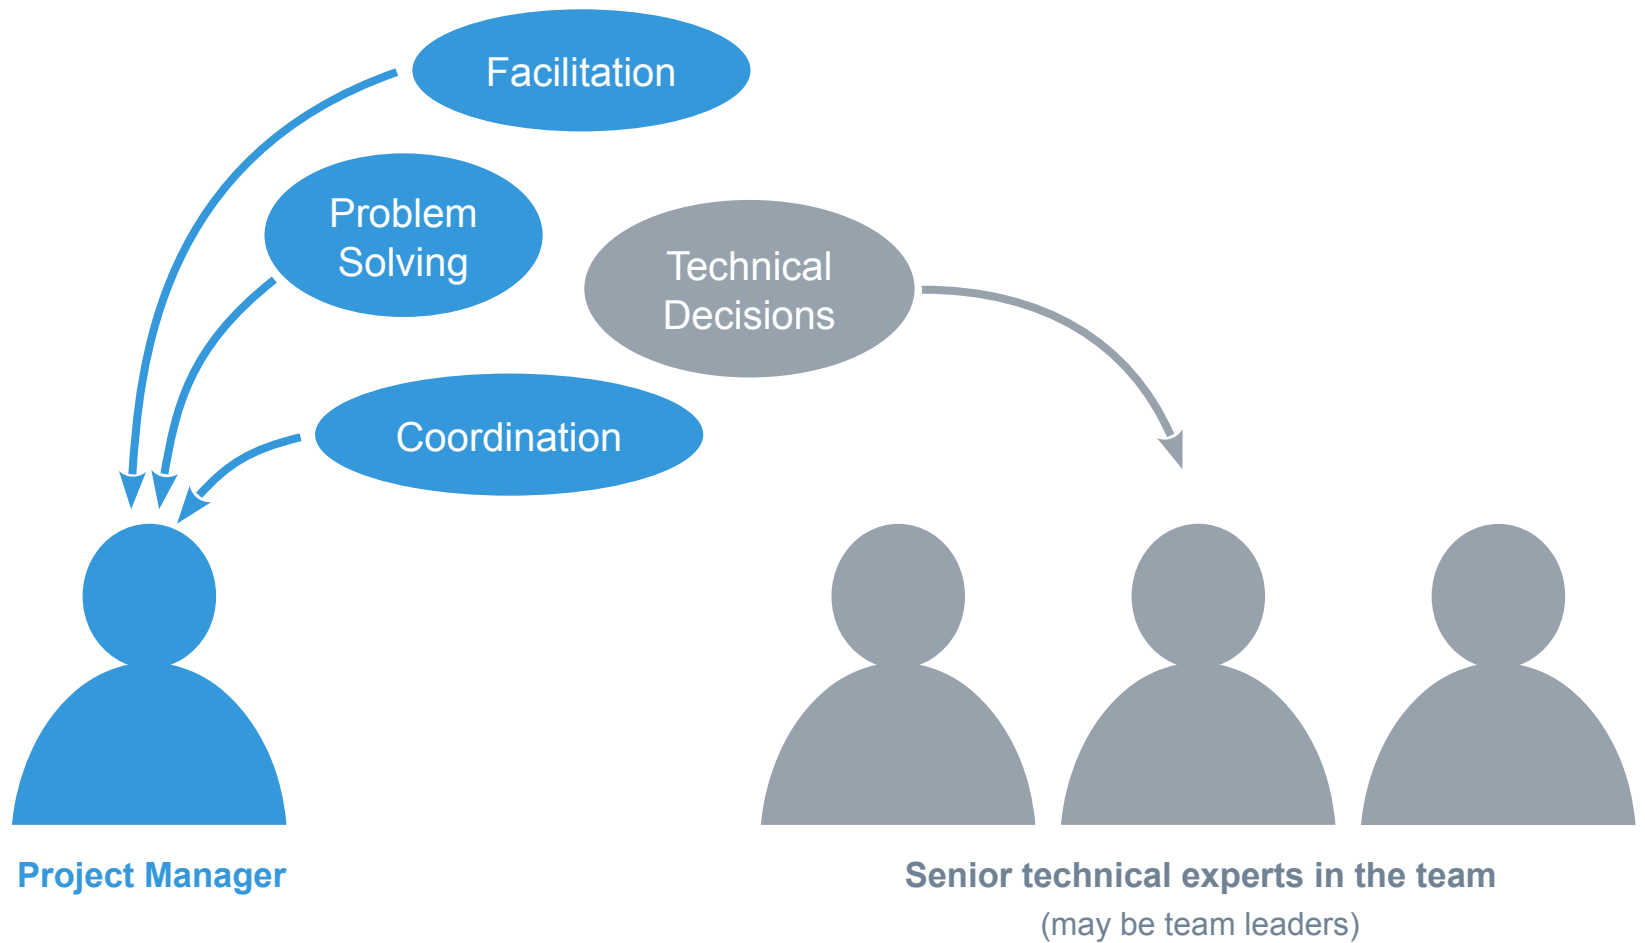 Facilitation
Problem
Solving
Technical
Decisions
Coordination
Project Manager
Senior technical experts in the team
(may be team leaders)